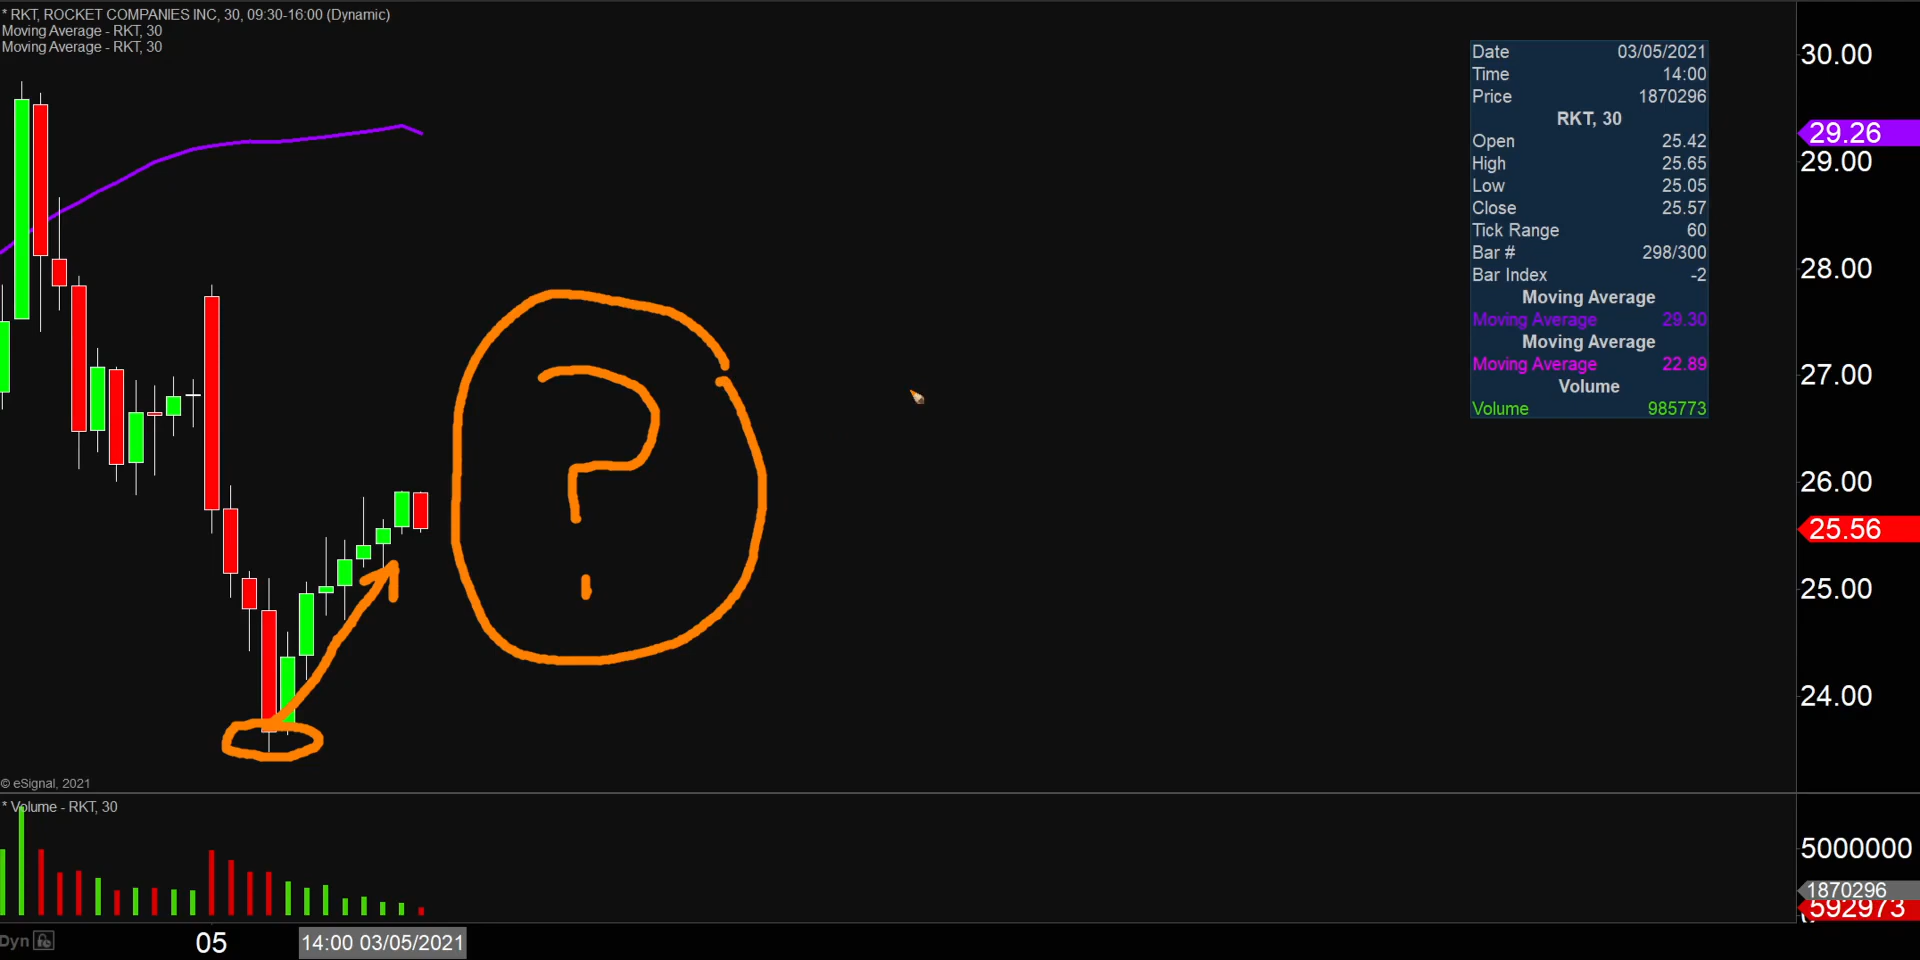 * RKT, ROCKET COMPANIES INC, 30, 09:30-16:00 (Dynamic)
Moving Average - RKT, 30
Moving Average - RKT, 30
Date 03/05/2021
Time 14:00
Price 1870296
RKT, 30
Open 25.42
High 25.65
Low 25.05
Close 25.57
Tick Range 60
Bar # 298/300
Bar Index -2
Moving Average
Moving Average 29.30
Moving Average
Moving Average 22.89
Volume
Volume 985773
30.00
29.26
29.00
28.00
27.00
26.00
25.56
25.00
24.00
?
© eSignal, 2021
* Volume - RKT, 30
5000000
1870296
592973
Dyn
05
14:00 03/05/2021